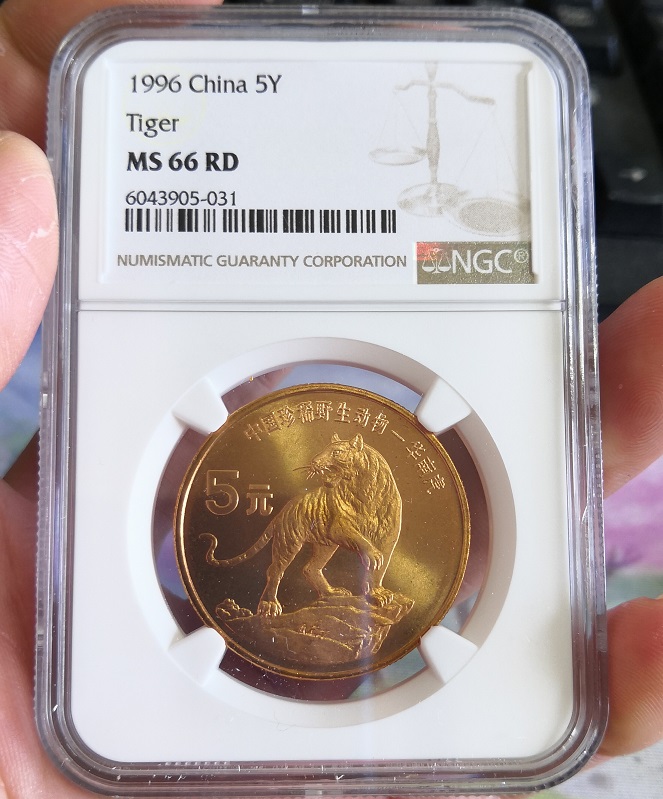 1996 China 5Y
Tiger
MS 66 RD
6043905-031
NUMISMATIC GUARANTY CORPORATION
NGC®
中国珍稀野生动物—华南虎
5元